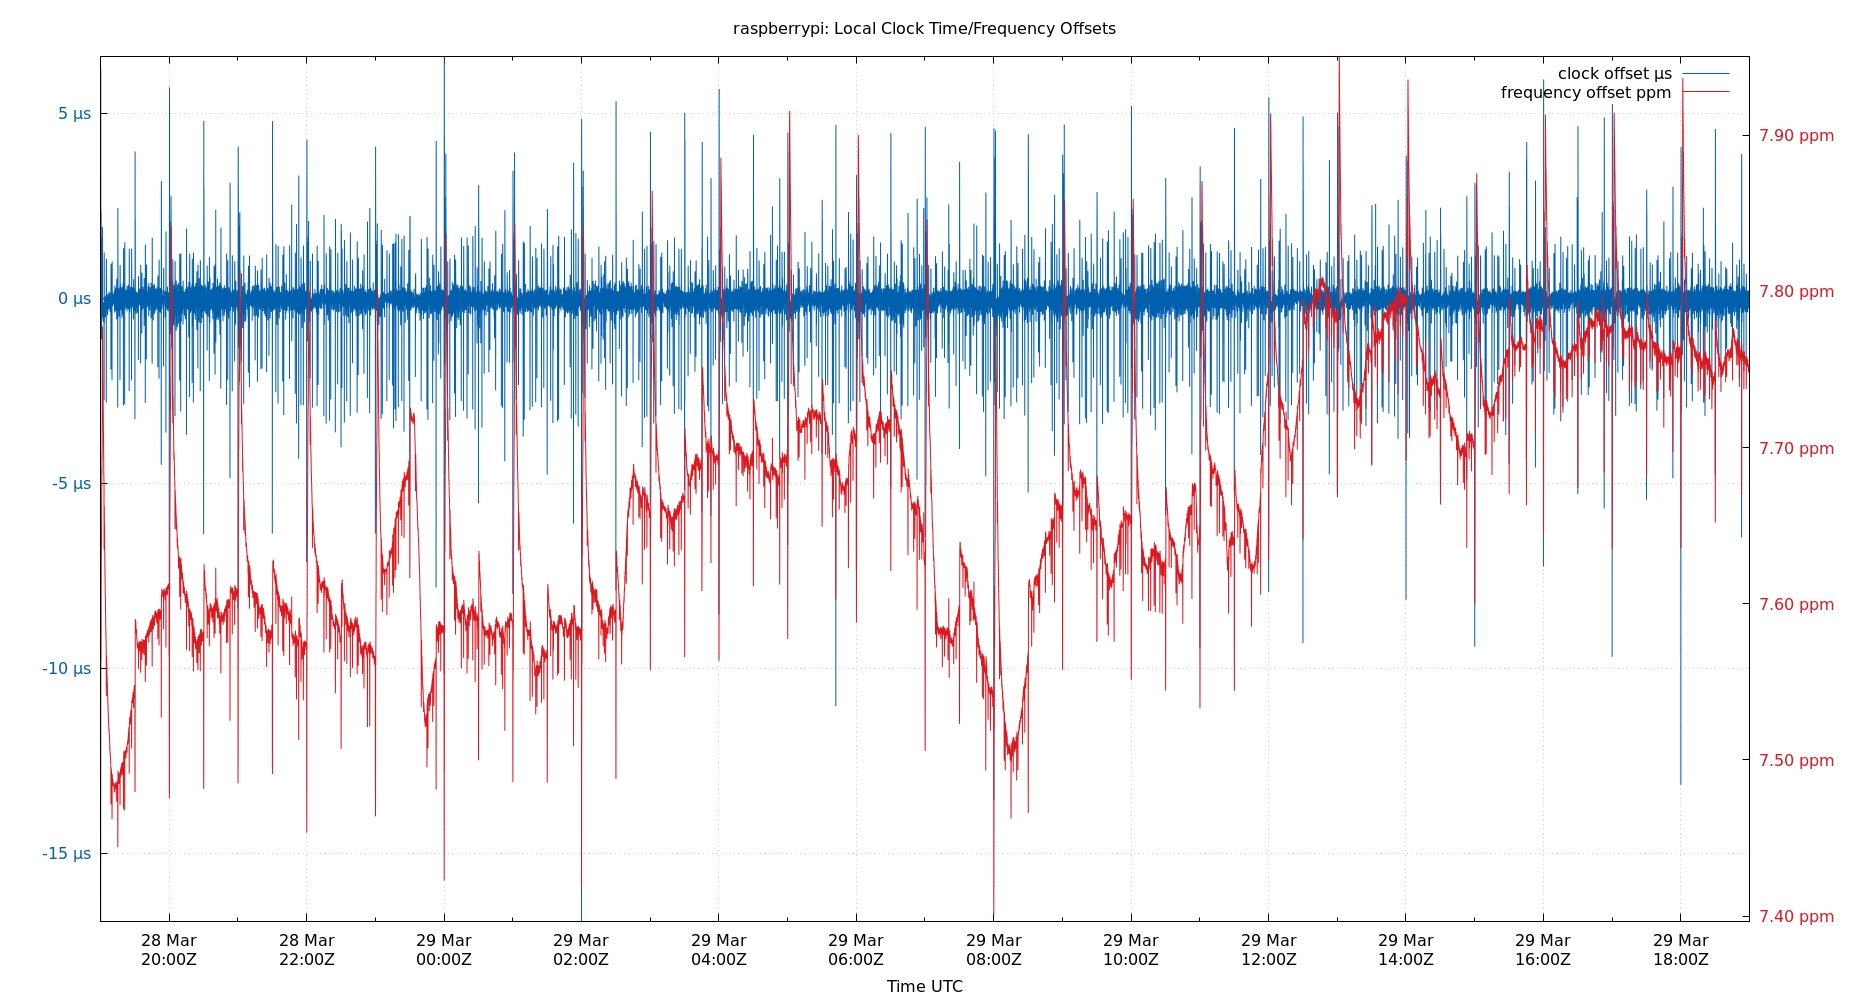 raspberrypi: Local Clock Time/Frequency Offsets
clock offset µs
frequency offset ppm
5 µs
0 µs
-5 µs
-10 µs
-15 µs
7.90 ppm
7.80 ppm
7.70 ppm
7.60 ppm
7.50 ppm
7.40 ppm
28 Mar
20:00Z
28 Mar
22:00Z
29 Mar
00:00Z
29 Mar
02:00Z
29 Mar
04:00Z
29 Mar
06:00Z
29 Mar
08:00Z
29 Mar
10:00Z
29 Mar
12:00Z
29 Mar
14:00Z
29 Mar
16:00Z
29 Mar
18:00Z
Time UTC